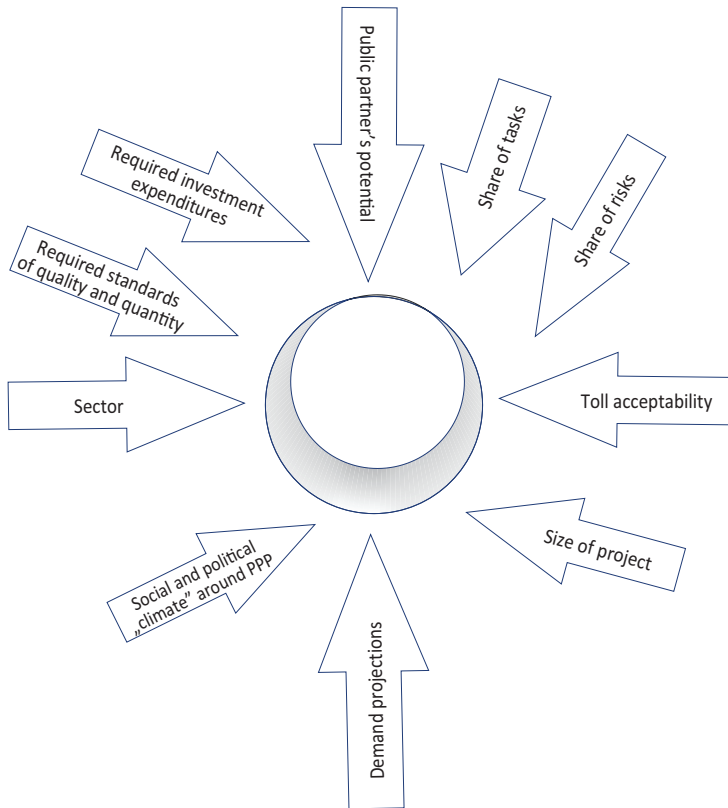 Public partner's potential
Share of tasks
Share of risks
Required investment
expenditures
Required standards
of quality and quantity
Sector
Toll acceptability
Size of project
Social and political
„climate” around PPP
Demand projections